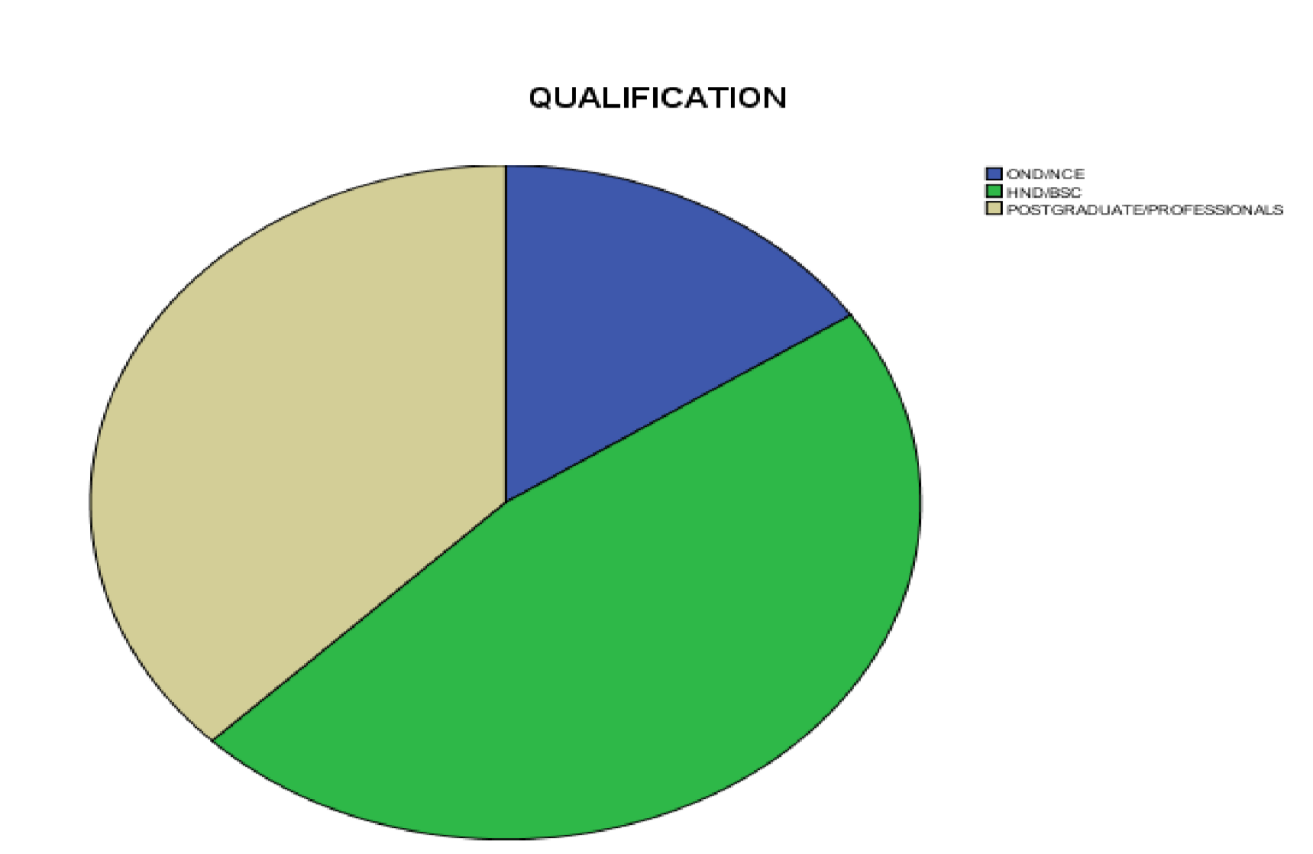 QUALIFICATION
OND/NCE
HND/BSC
POSTGRADUATE/PROFESSIONALS